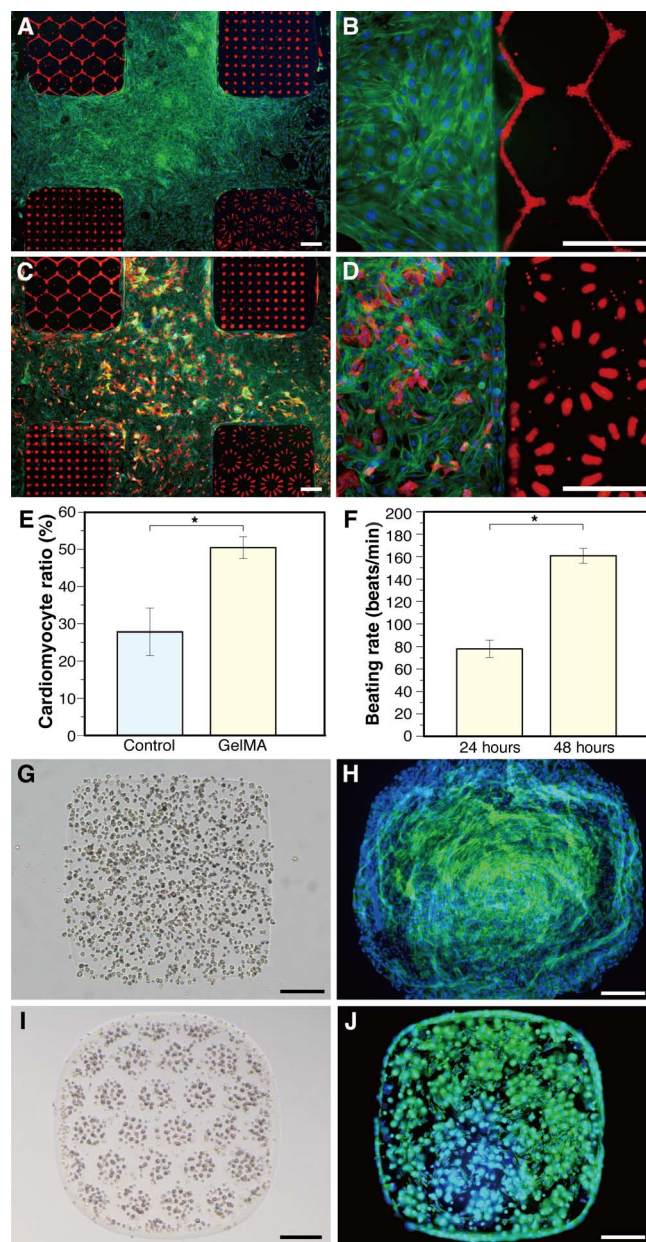 A
B
C
D
E
Cardiomyocyte ratio (%)
60
50
40
30
20
10
0
*
Control
GelMA
F
Beating rate (beats/min)
200
180
160
140
120
100
80
60
40
20
0
*
24 hours
48 hours
G
H
I
J